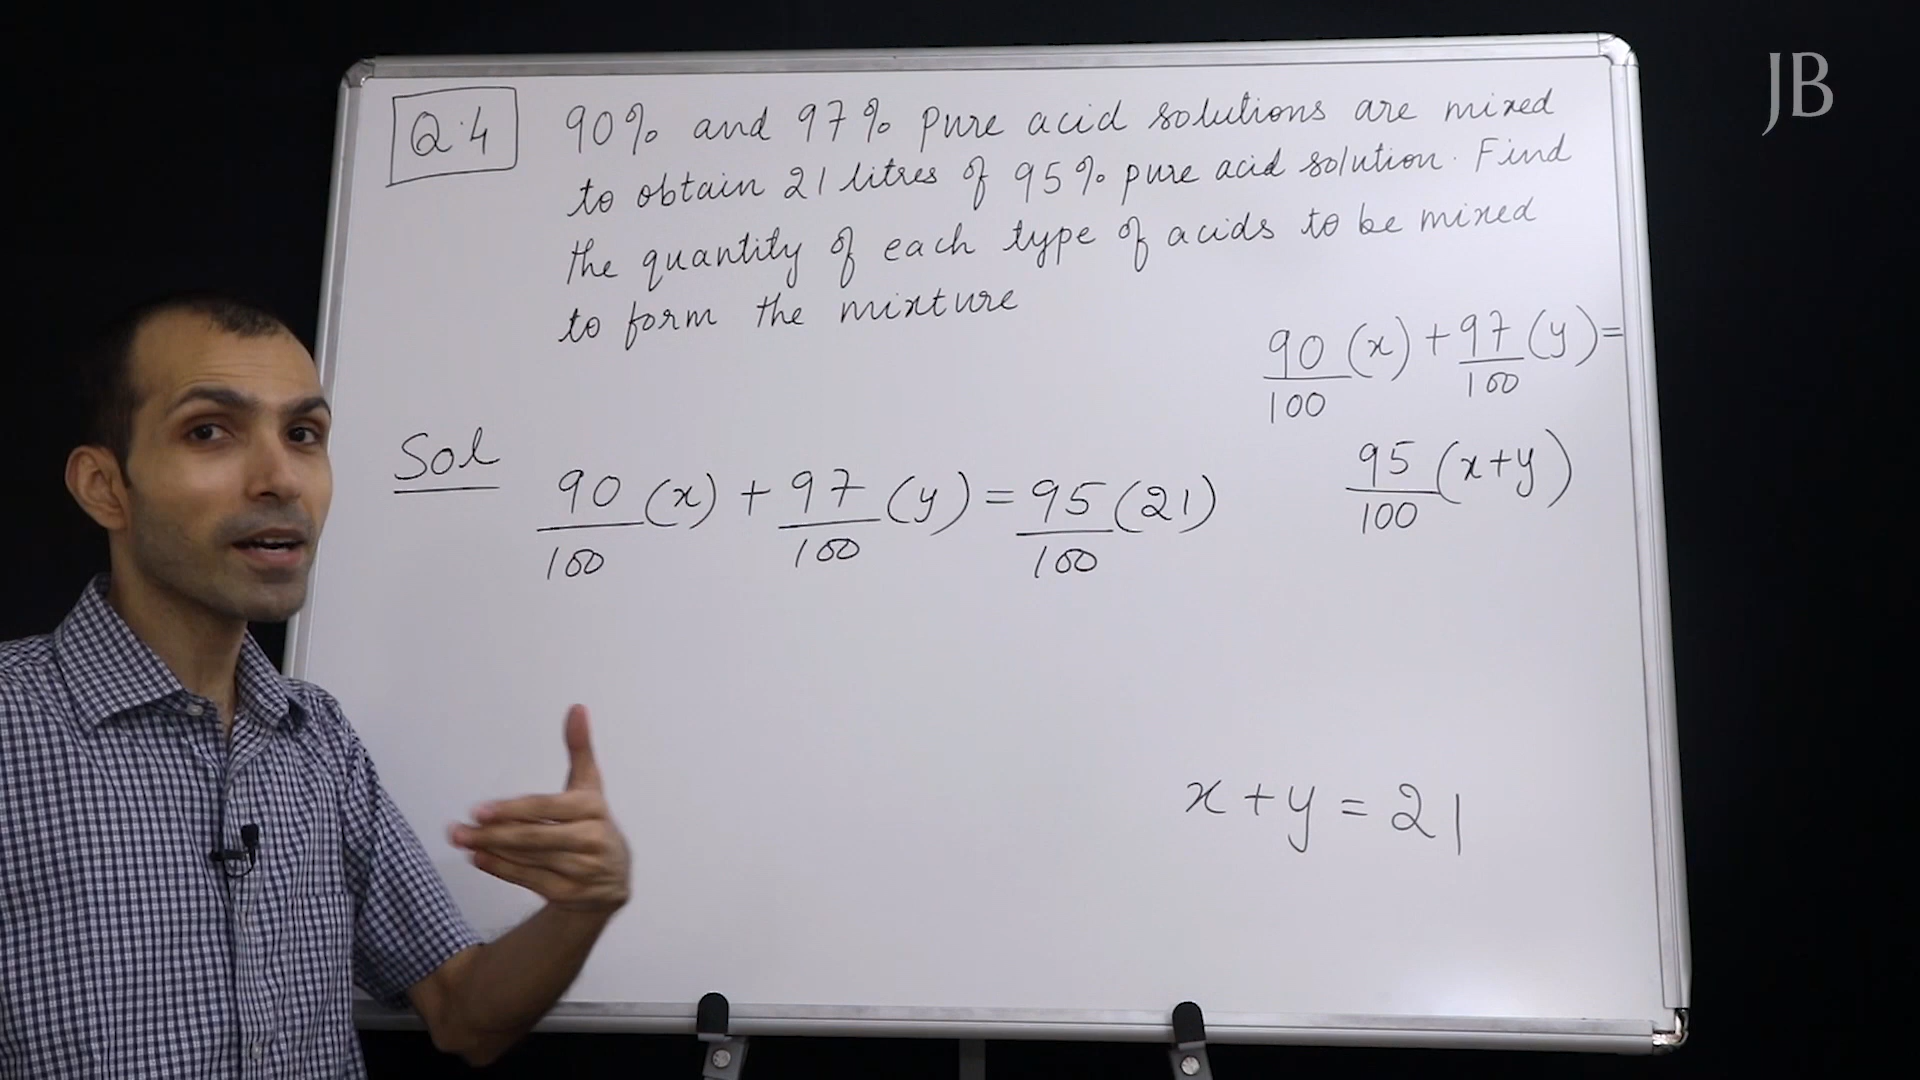 JB
Q.4 90% and 97% pure acid solutions are mixed
to obtain 21 litres of 95% pure acid solution. Find
the quantity of each type of acids to be mixed
to form the mixture
90/100 (x) + 97/100 (y) =
95/100 (x+y)
Sol 90/100 (x) + 97/100 (y) = 95/100 (21)
x + y = 21